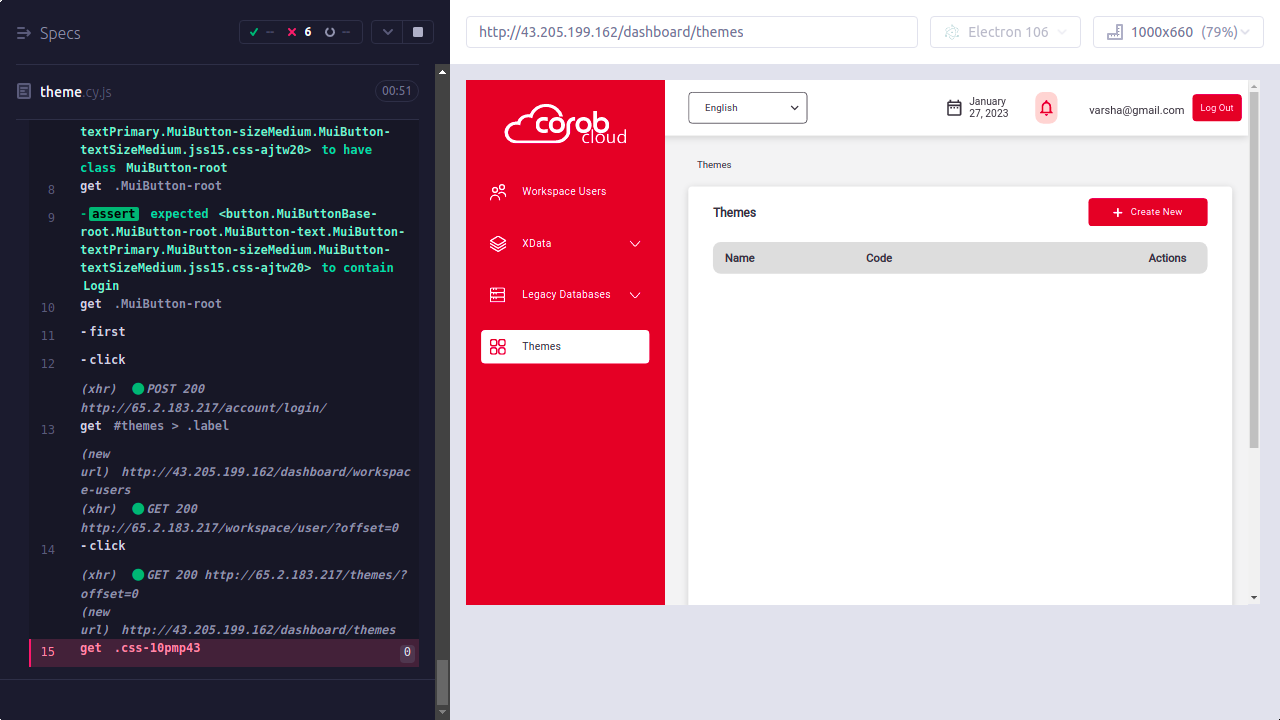 Specs
--
6
--
http://43.205.199.162/dashboard/themes
Electron 106
1000x660 (79%)
theme.cy.js
00:51
textPrimary.MuiButton-sizeMedium.MuiButton-
textSizeMedium.jss15.css-ajtw20> to have
class MuiButton-root
8 get .MuiButton-root
9 -assert expected <button.MuiButtonBase-
root.MuiButton-root.MuiButton-text.MuiButton-
textPrimary.MuiButton-sizeMedium.MuiButton-
textSizeMedium.jss15.css-ajtw20> to contain
Login
10 get .MuiButton-root
11 -first
12 -click
(xhr) POST 200
http://65.2.183.217/account/login/
13 get #themes > .label
(new
url) http://43.205.199.162/dashboard/workspac
e-users
(xhr) GET 200
http://65.2.183.217/workspace/user/?offset=0
14 -click
(xhr) GET 200 http://65.2.183.217/themes/?
offset=0
(new
url) http://43.205.199.162/dashboard/themes
15 get .css-10pmp43 0
corob
cloud
Workspace Users
XData
Legacy Databases
Themes
English
January
27, 2023
varsha@gmail.com
Log Out
Themes
Themes
Create New
Name Code Actions